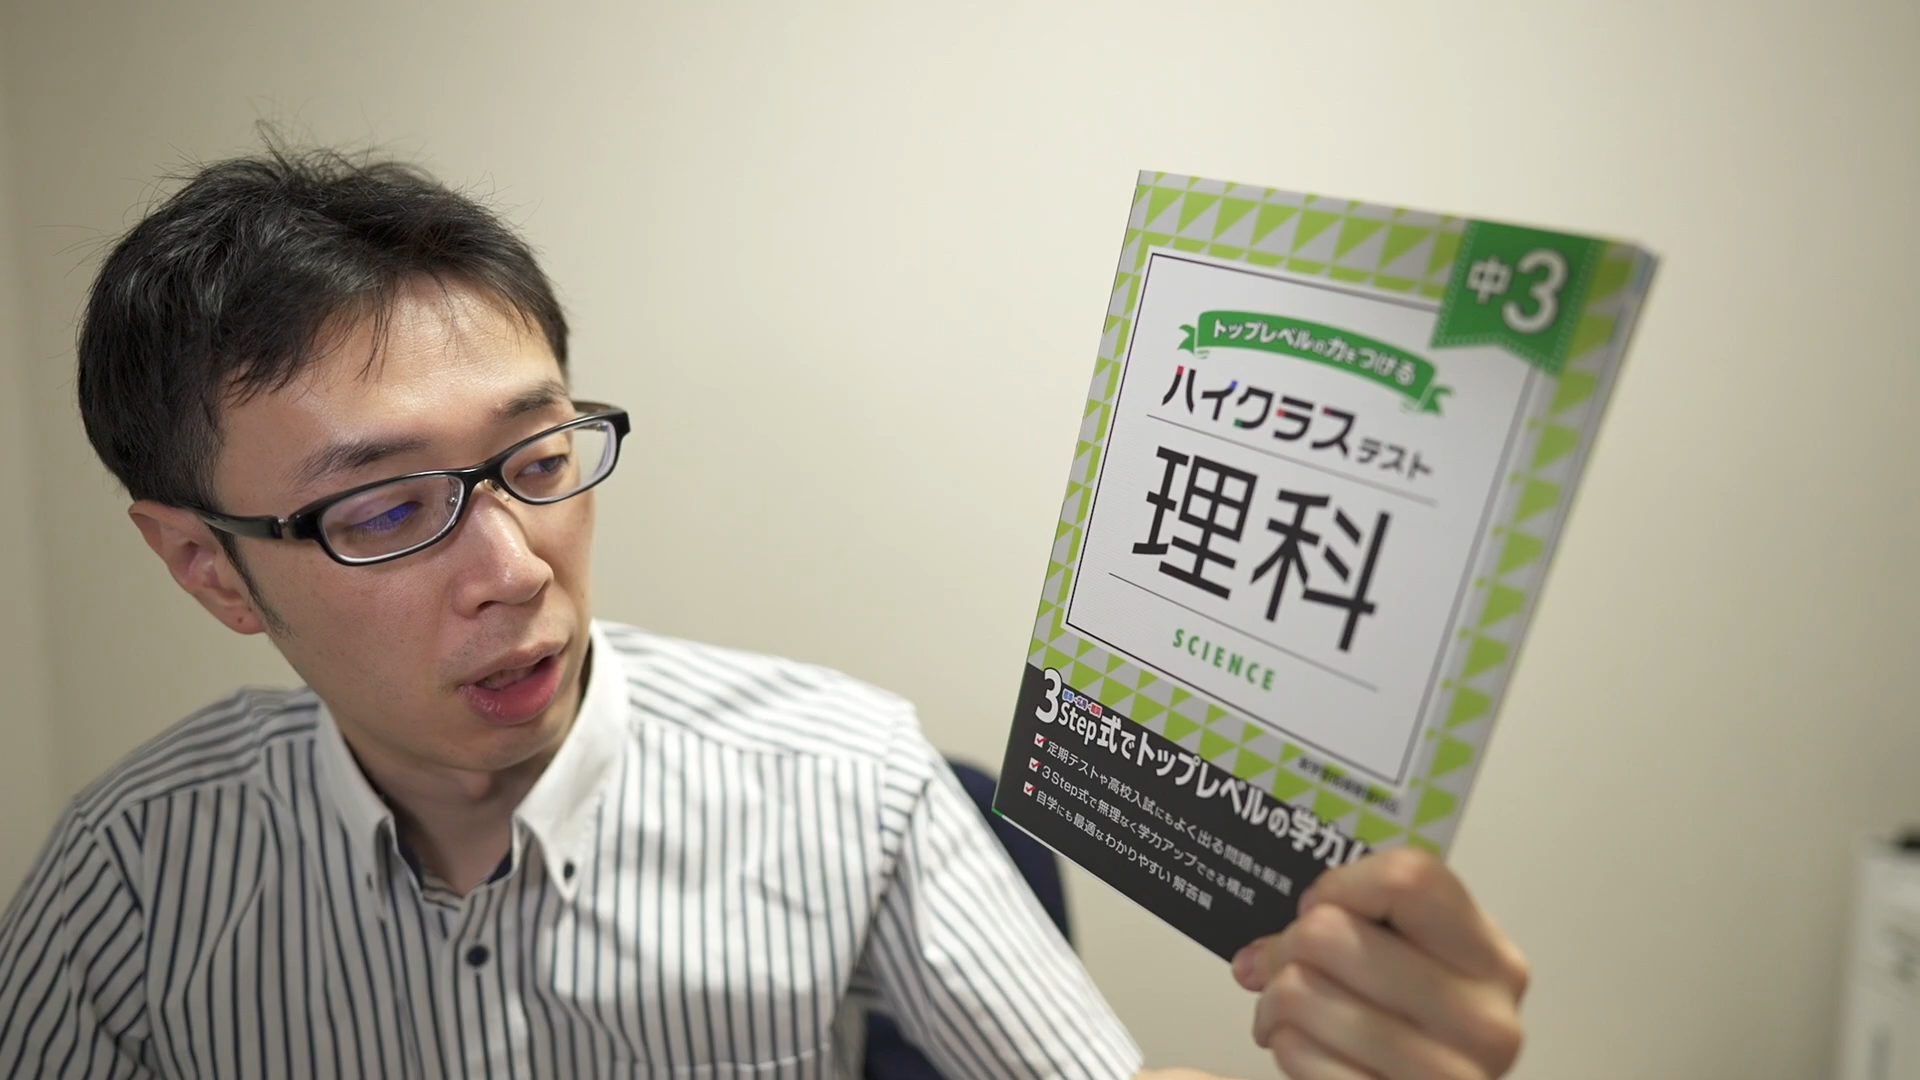 中3
トップレベルの力をつける
ハイクラステスト
理科
SCIENCE
3Step式でトップレベルの学力
定期テストや高校入試にもよく出る問題を厳選
3Step式で無理なく学力アップできる構成
自学にも最適なわかりやすい解答編